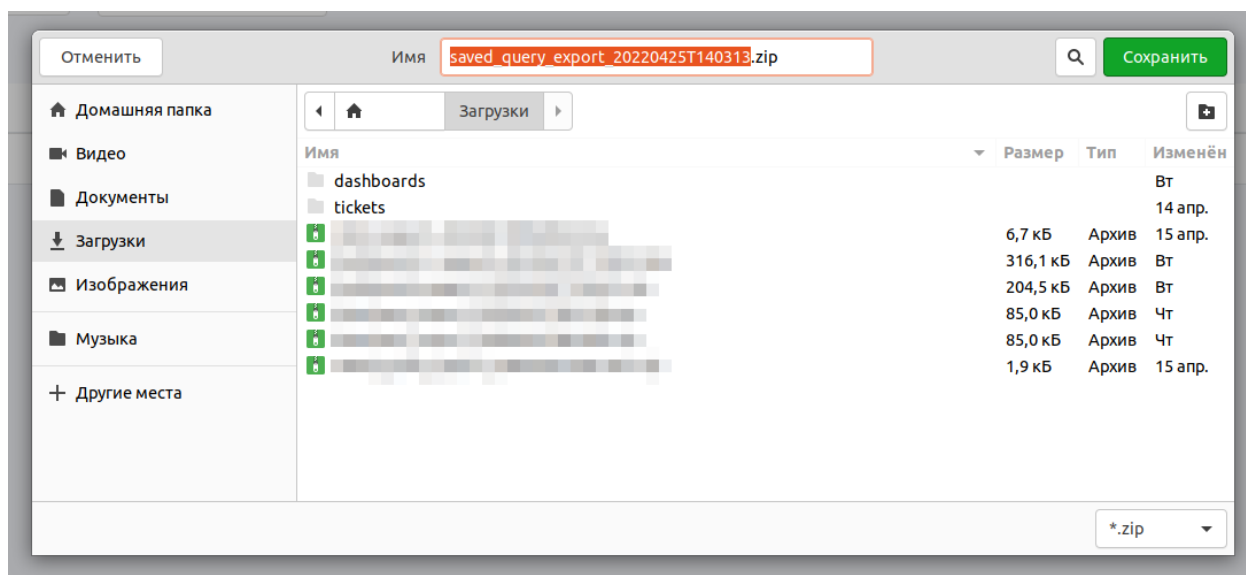 Отменить Имя saved_query_export_20220425T140313.zip Сохранить
Домашняя папка
Видео
Документы
Загрузки
Изображения
Музыка
Другие места
Загрузки
Имя Размер Тип Изменён
dashboards Вт
tickets 14 апр.
6,7 кБ Архив 15 апр.
316,1 кБ Архив Вт
204,5 кБ Архив Вт
85,0 кБ Архив Чт
85,0 кБ Архив Чт
1,9 кБ Архив 15 апр.
*.zip